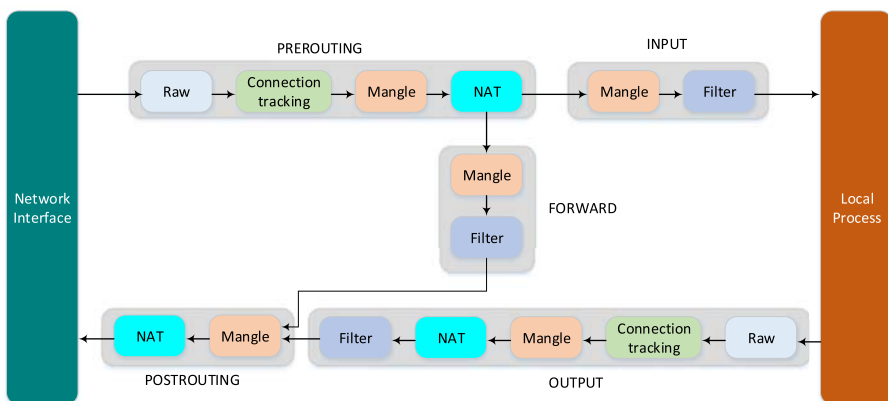 PREROUTING
INPUT
Raw
Connection
tracking
Mangle
NAT
Mangle
Filter
Network
Interface
Mangle
FORWARD
Filter
Local
Process
NAT
Mangle
Filter
NAT
Mangle
Connection
tracking
Raw
POSTROUTING
OUTPUT